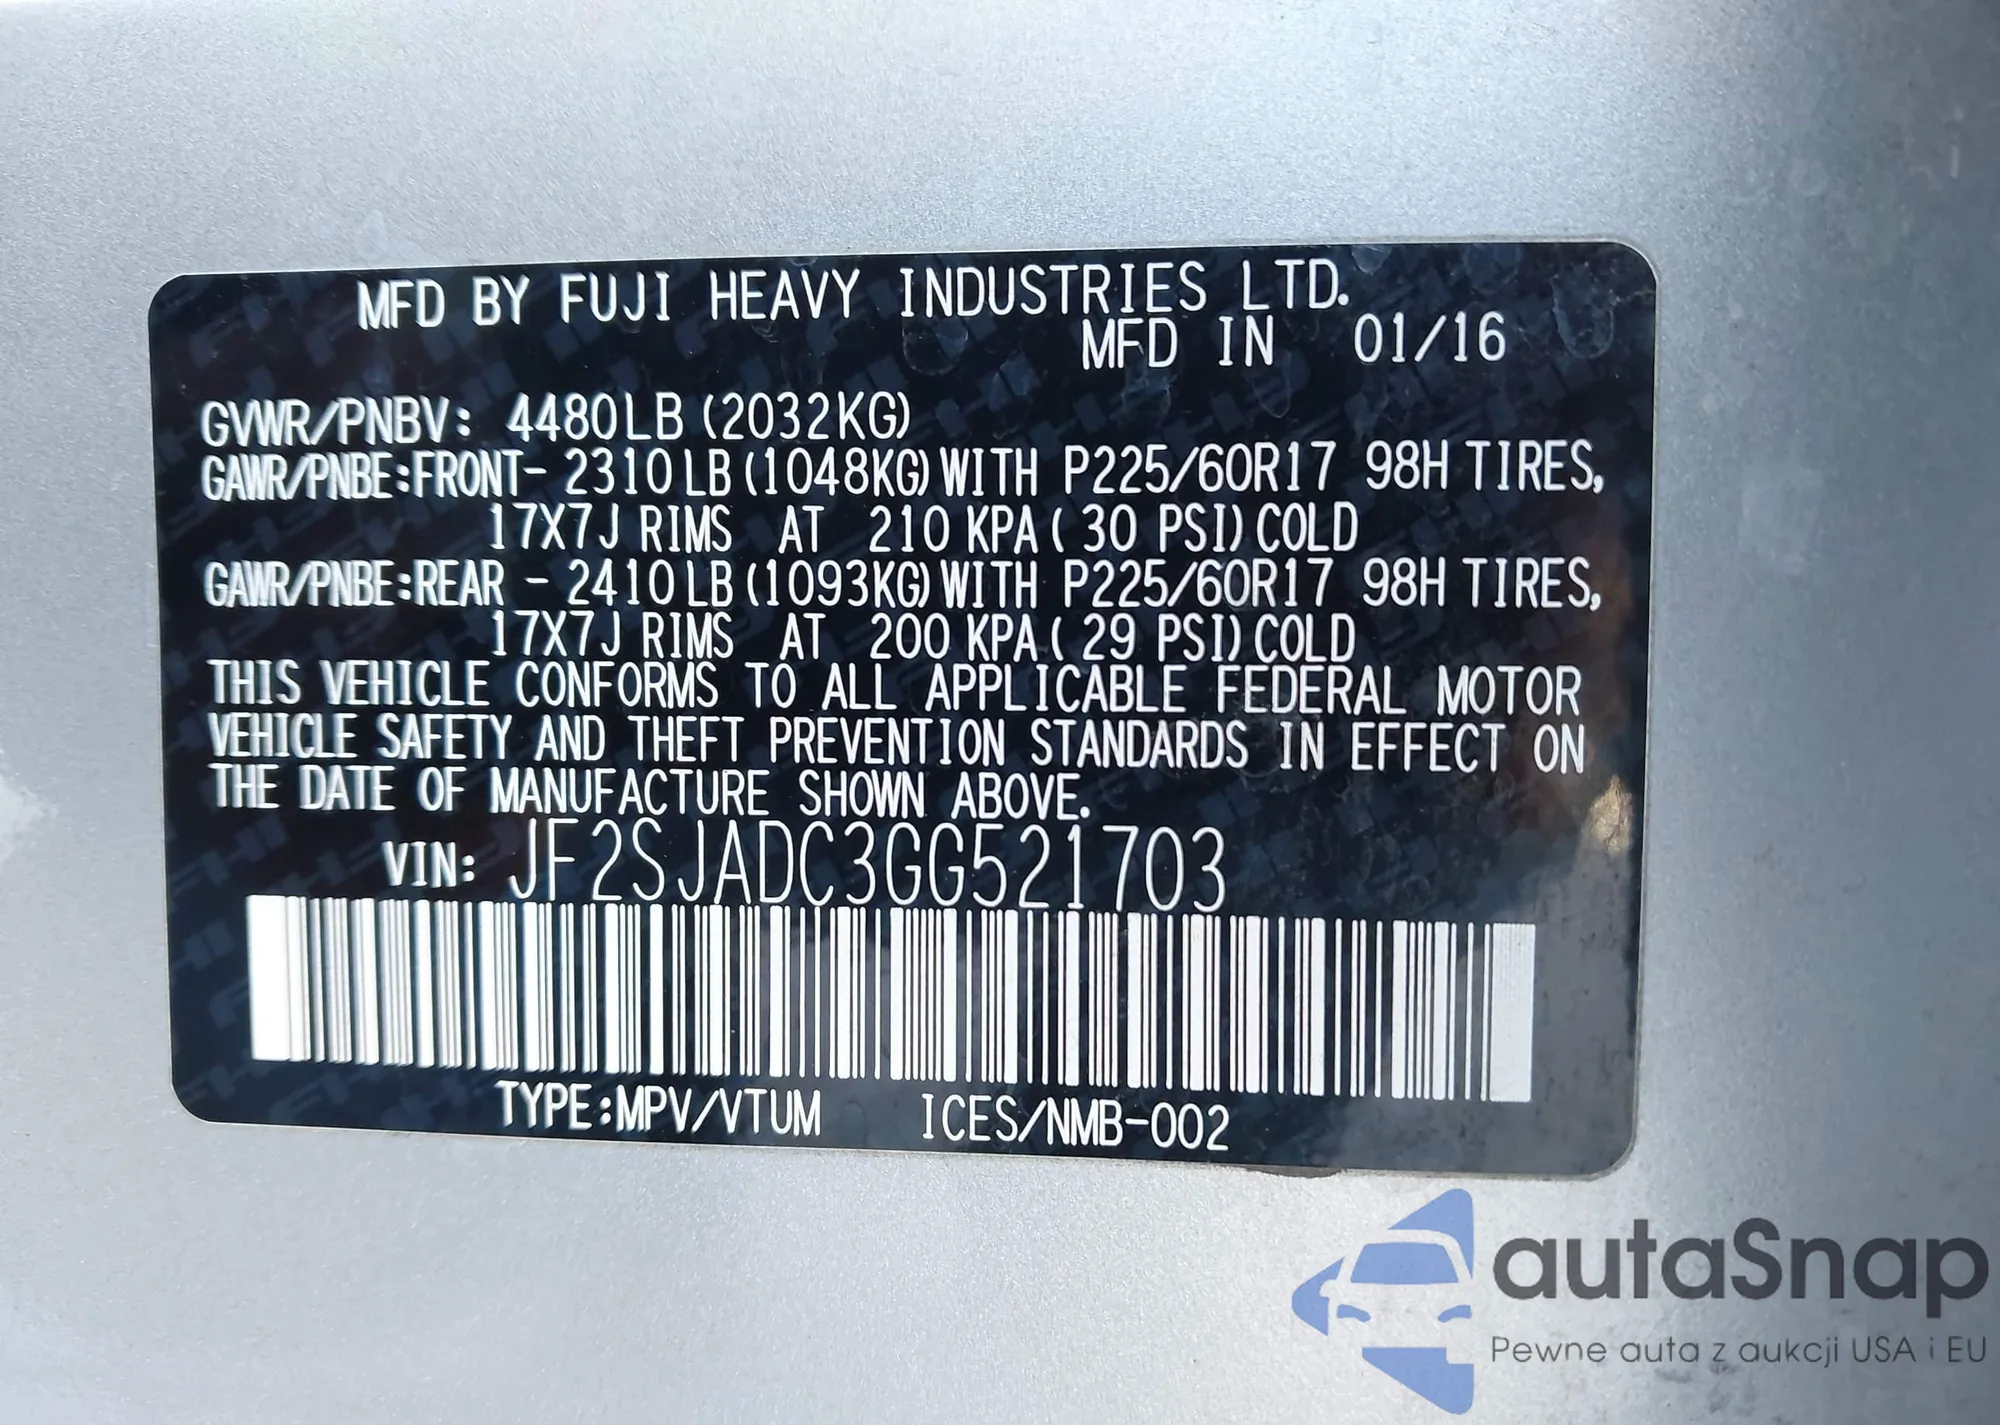 MFD BY FUJI HEAVY INDUSTRIES LTD.
MFD IN 01/16
GVWR/PNBV: 4480LB (2032KG)
GAWR/PNBE:FRONT- 2310LB (1048KG) WITH P225/60R17 98H TIRES,
17X7J RIMS AT 210 KPA ( 30 PSI) COLD
GAWR/PNBE:REAR - 2410LB (1093KG) WITH P225/60R17 98H TIRES,
17X7J RIMS AT 200 KPA ( 29 PSI) COLD
THIS VEHICLE CONFORMS TO ALL APPLICABLE FEDERAL MOTOR
VEHICLE SAFETY AND THEFT PREVENTION STANDARDS IN EFFECT ON
THE DATE OF MANUFACTURE SHOWN ABOVE.
VIN: JF2SJADC3GG521703
TYPE:MPV/VTUM ICES/NMB-002
autaSnap
Pewne auta z aukcji USA i EU